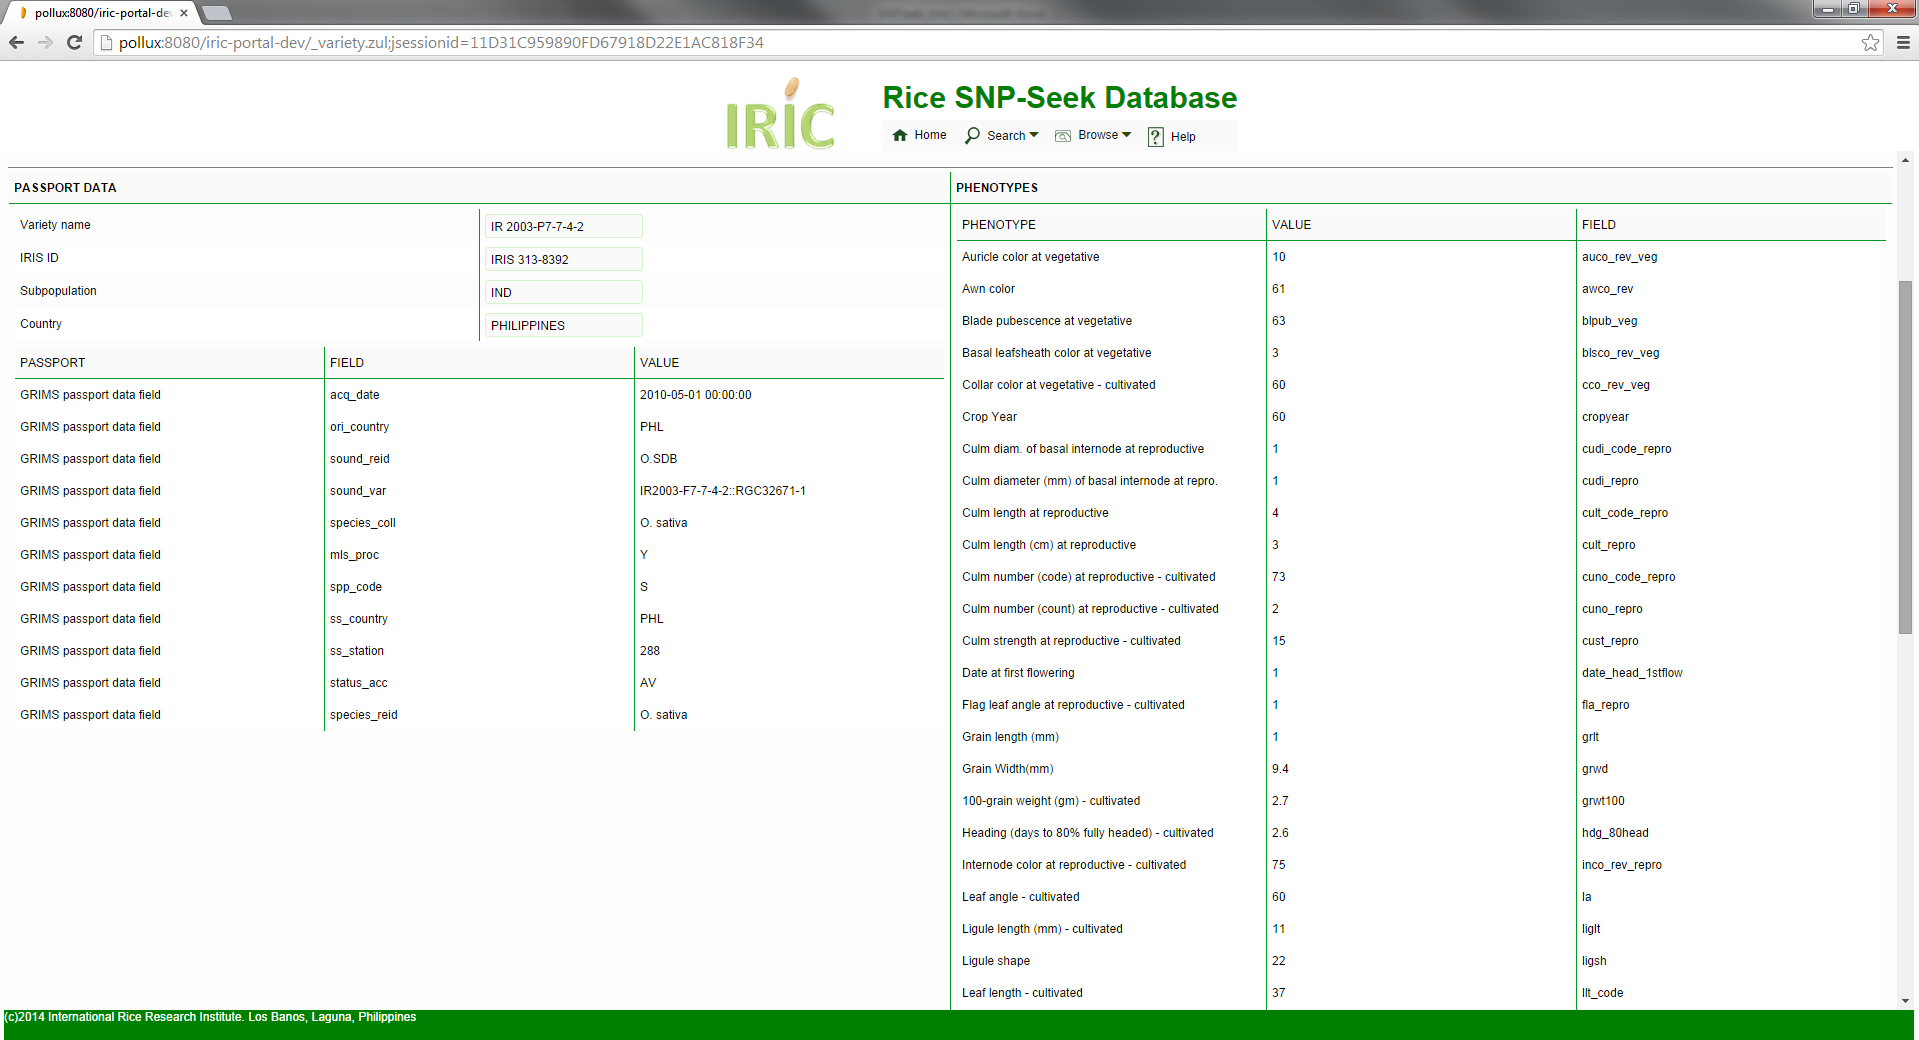 pollux:8080/iric-portal-de
pollux:8080/iric-portal-dev/_variety.zul;jsessionid=11D31C959890FD67918D22E1AC818F34
IRIC
Rice SNP-Seek Database
Home Search Browse Help
PASSPORT DATA
Variety name IR 2003-P7-7-4-2
IRIS ID IRIS 313-8392
Subpopulation IND
Country PHILIPPINES
PASSPORT FIELD VALUE
GRIMS passport data field acq_date 2010-05-01 00:00:00
GRIMS passport data field ori_country PHL
GRIMS passport data field sound_reid O.SDB
GRIMS passport data field sound_var IR2003-F7-7-4-2::RGC32671-1
GRIMS passport data field species_coll O. sativa
GRIMS passport data field mls_proc Y
GRIMS passport data field spp_code S
GRIMS passport data field ss_country PHL
GRIMS passport data field ss_station 288
GRIMS passport data field status_acc AV
GRIMS passport data field species_reid O. sativa
PHENOTYPES
PHENOTYPE VALUE FIELD
Auricle color at vegetative 10 auco_rev_veg
Awn color 61 awco_rev
Blade pubescence at vegetative 63 blpub_veg
Basal leafsheath color at vegetative 3 blsco_rev_veg
Collar color at vegetative - cultivated 60 cco_rev_veg
Crop Year 60 cropyear
Culm diam. of basal internode at reproductive 1 cudi_code_repro
Culm diameter (mm) of basal internode at repro. 1 cudi_repro
Culm length at reproductive 4 cult_code_repro
Culm length (cm) at reproductive 3 cult_repro
Culm number (code) at reproductive - cultivated 73 cuno_code_repro
Culm number (count) at reproductive - cultivated 2 cuno_repro
Culm strength at reproductive - cultivated 15 cust_repro
Date at first flowering 1 date_head_1stflow
Flag leaf angle at reproductive - cultivated 1 fla_repro
Grain length (mm) 1 grlt
Grain Width(mm) 9.4 grwd
100-grain weight (gm) - cultivated 2.7 grwt100
Heading (days to 80% fully headed) - cultivated 2.6 hdg_80head
Internode color at reproductive - cultivated 75 inco_rev_repro
Leaf angle - cultivated 60 la
Ligule length (mm) - cultivated 11 liglt
Ligule shape 22 ligsh
Leaf length - cultivated 37 llt_code
(c)2014 International Rice Research Institute. Los Banos, Laguna, Philippines